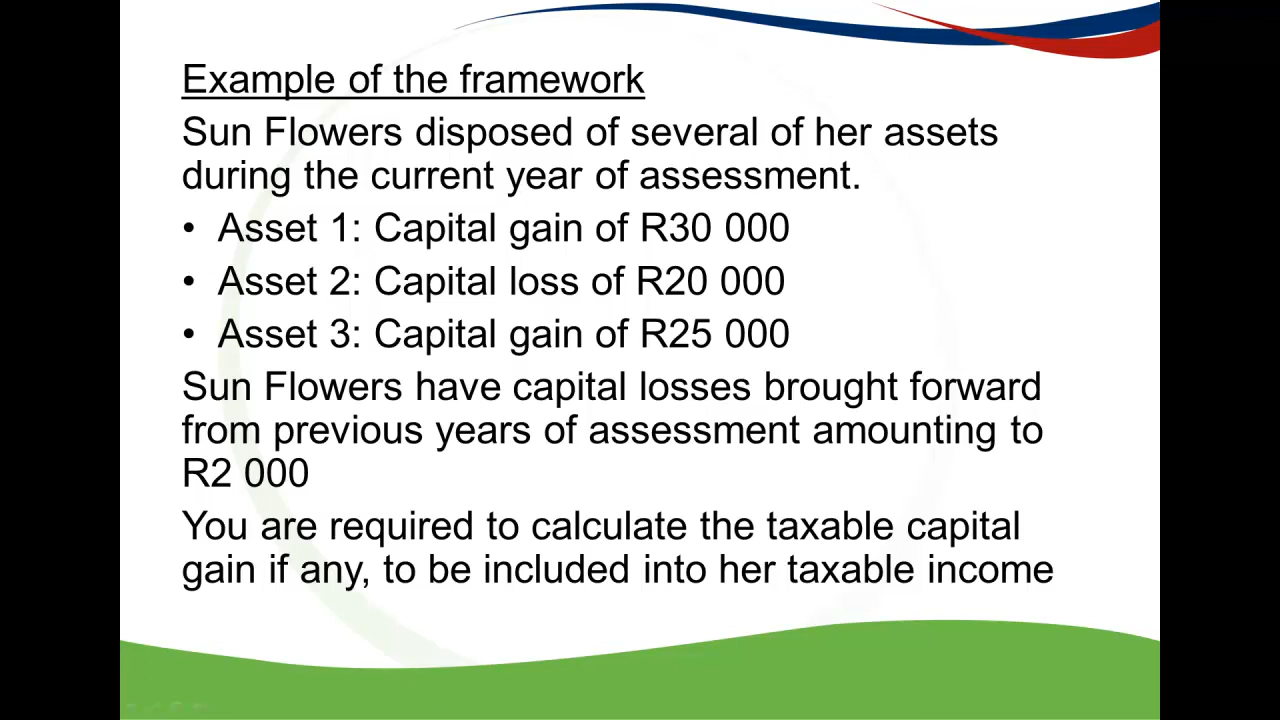 Example of the framework
Sun Flowers disposed of several of her assets
during the current year of assessment.
• Asset 1: Capital gain of R30 000
• Asset 2: Capital loss of R20 000
• Asset 3: Capital gain of R25 000
Sun Flowers have capital losses brought forward
from previous years of assessment amounting to
R2 000
You are required to calculate the taxable capital
gain if any, to be included into her taxable income